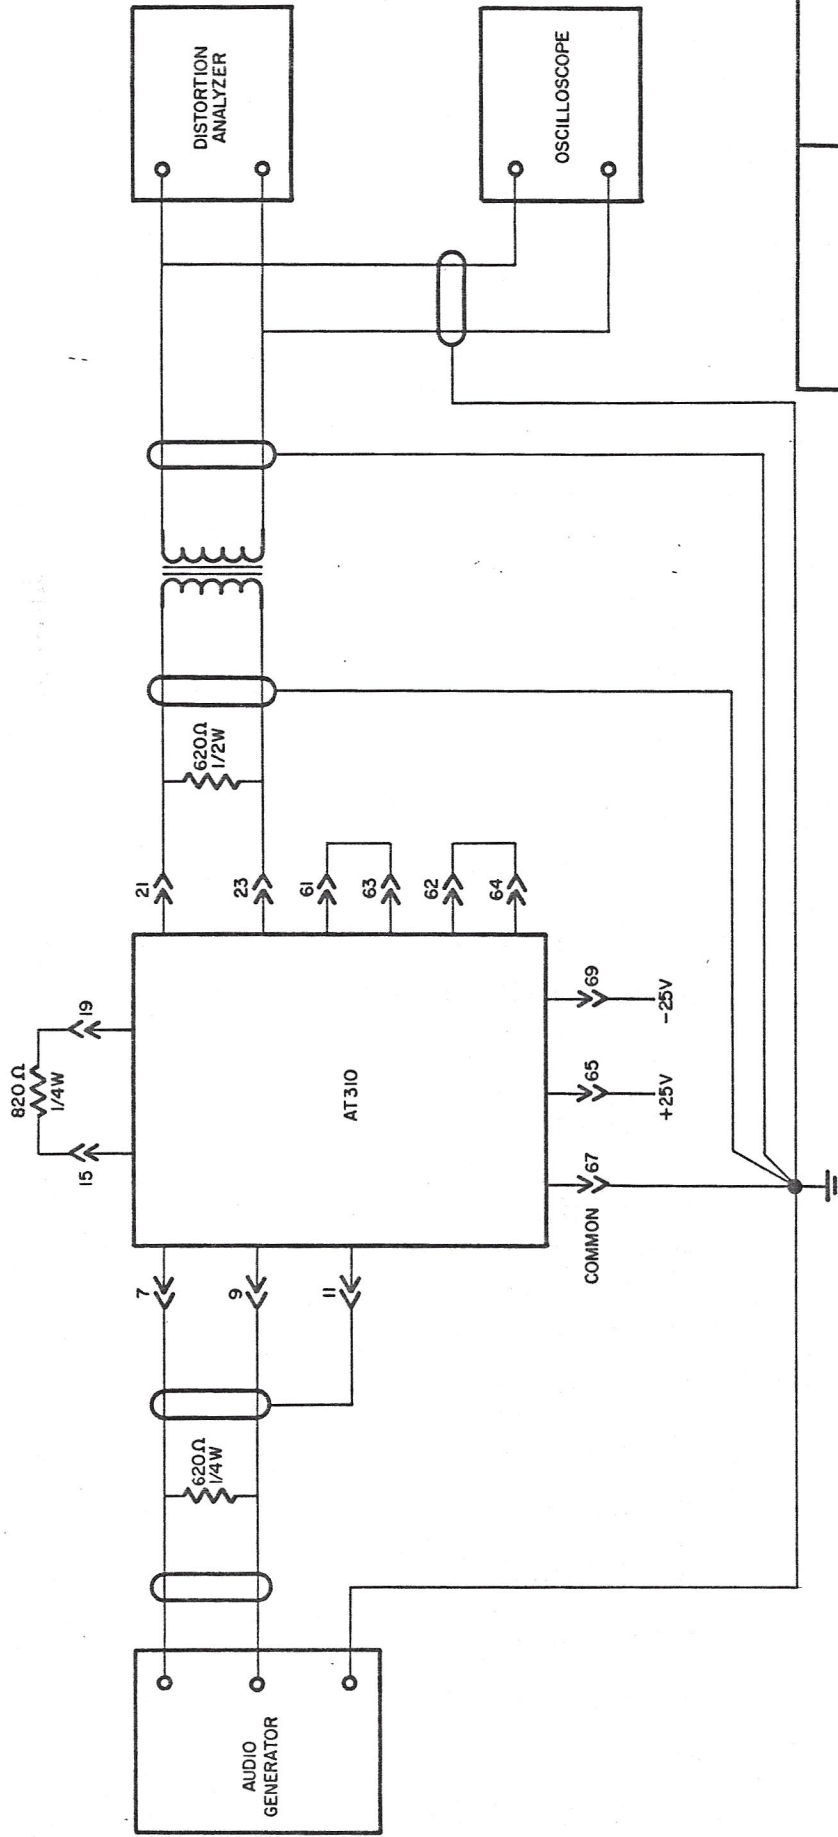 AUDIO
GENERATOR
7
9
11
620Ω
1/4W
820Ω
1/4W
15
19
AT310
COMMON
67
65
69
+25V
-25V
21
23
61
63
62
64
620Ω
1/2W
DISTORTION
ANALYZER
OSCILLOSCOPE